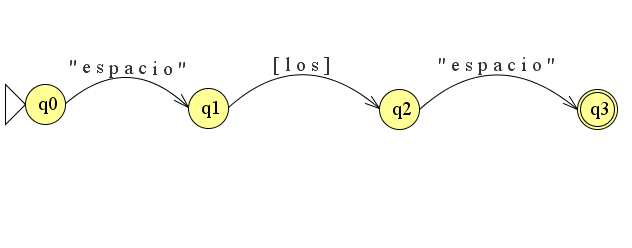 "espacio" [los] "espacio"
q0 q1 q2 q3